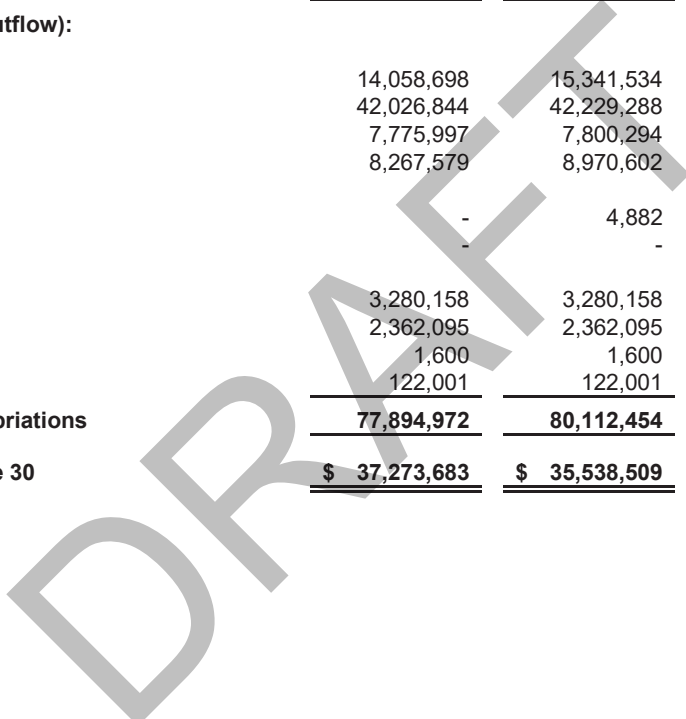 utflow):
14,058,698 15,341,534
42,026,844 42,229,288
7,775,997 7,800,294
8,267,579 8,970,602
- 4,882
- -
3,280,158 3,280,158
2,362,095 2,362,095
1,600 1,600
122,001 122,001
priations 77,894,972 80,112,454
e 30 $ 37,273,683 $ 35,538,509
DRAFT